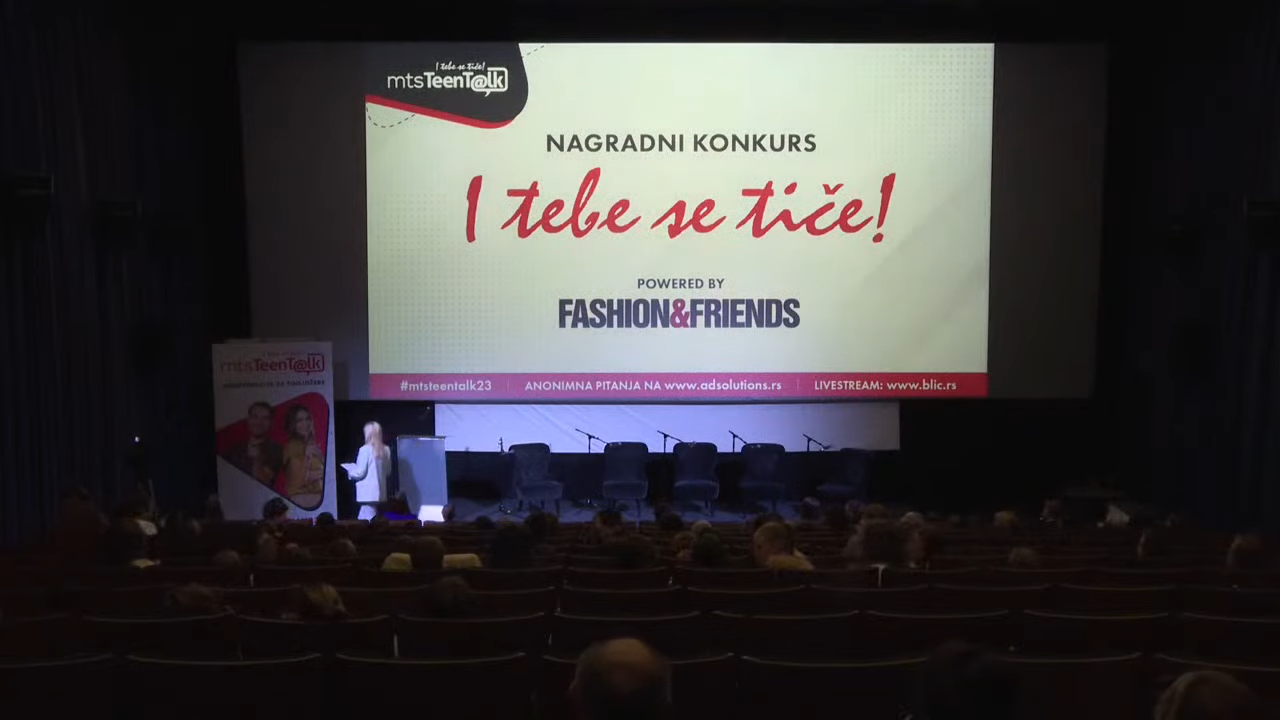 I tebe se tiče!
mtsTeenT@lk
NAGRADNI KONKURS
I tebe se tiče!
POWERED BY
FASHION&FRIENDS
#mtsteentalk23
ANONIMNA PITANJA NA www.adsolutions.rs
LIVESTREAM: www.blic.rs
mtsTeenT@lk